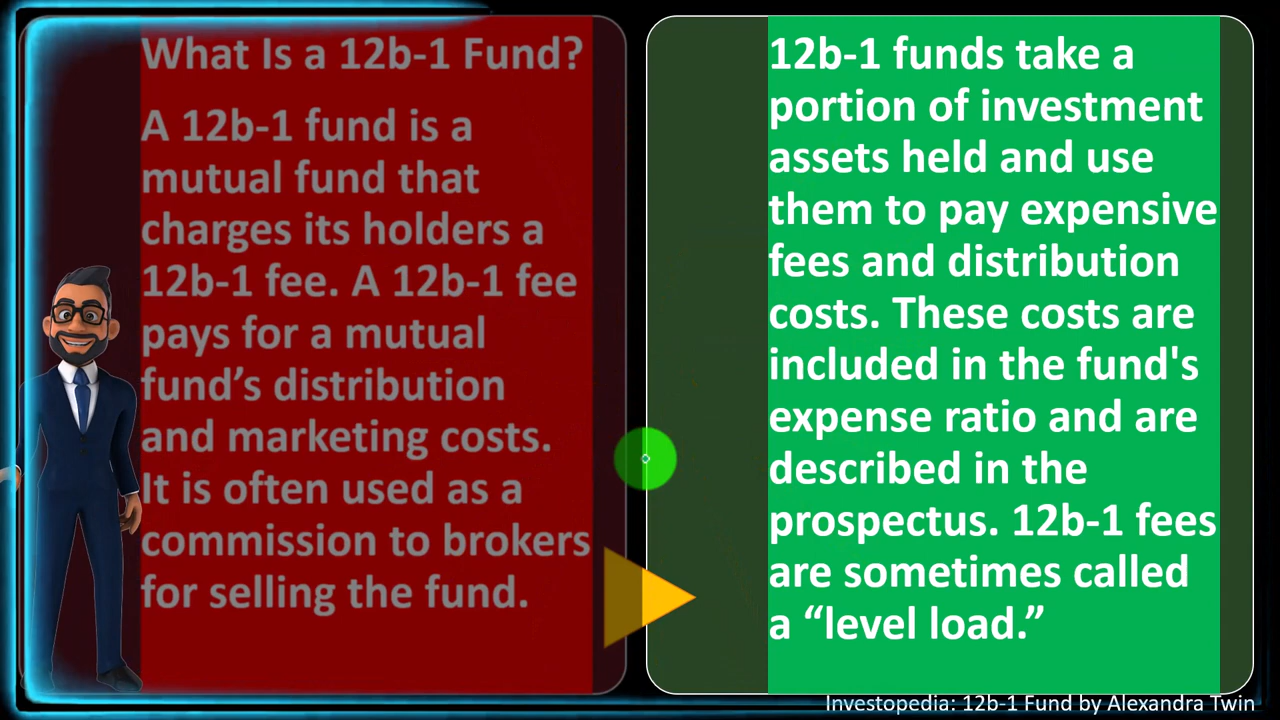 What Is a 12b-1 Fund?
A 12b-1 fund is a
mutual fund that
charges its holders a
12b-1 fee. A 12b-1 fee
pays for a mutual
fund’s distribution
and marketing costs.
It is often used as a
commission to brokers
for selling the fund.
12b-1 funds take a
portion of investment
assets held and use
them to pay expensive
fees and distribution
costs. These costs are
included in the fund's
expense ratio and are
described in the
prospectus. 12b-1 fees
are sometimes called
a “level load.”
Investopedia: 12b-1 Fund by Alexandra Twin